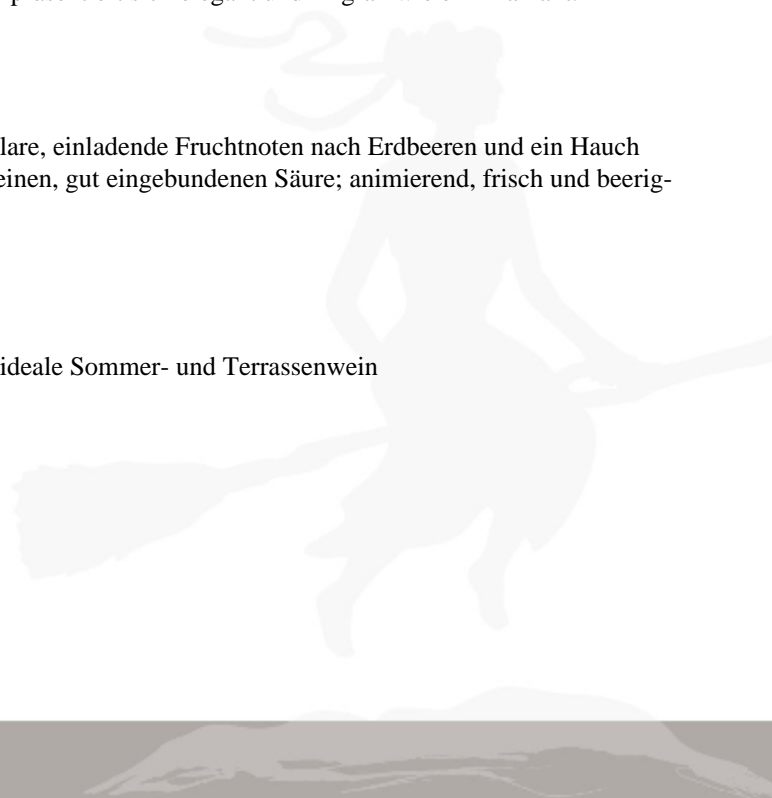 lare, einladende Fruchtnoten nach Erdbeeren und ein Hauch
einen, gut eingebundenen Säure; animierend, frisch und beerig-
ideale Sommer- und Terrassenwein